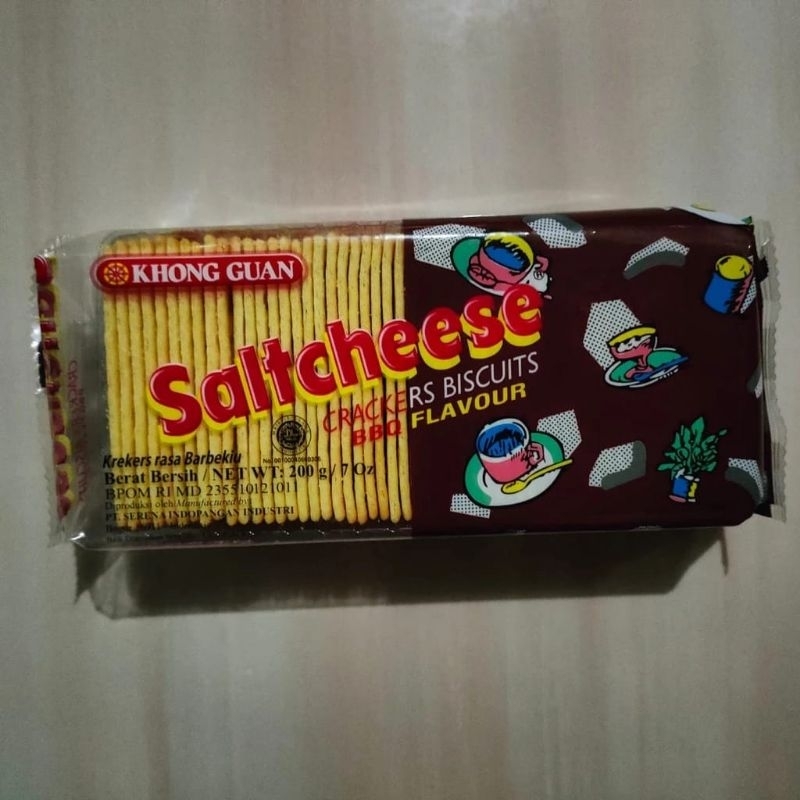 KHONG GUAN
Saltcheese
CRACKERS BISCUITS
BBQ FLAVOUR
Krekers rasa Barbekiu
Berat Bersih / NET WT: 200 g / 7 Oz
BPOM RI MD 235510121011
Diproduksi oleh/Manufactured by:
PT. SERENA INDOPANGAN INDUSTRI